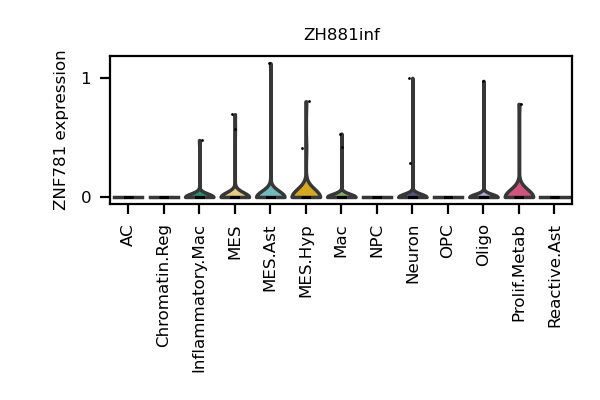 ZH881inf
ZNF781 expression
1
0
AC
Chromatin.Reg
Inflammatory.Mac
MES
MES.Ast
MES.Hyp
Mac
NPC
Neuron
OPC
Oligo
Prolif.Metab
Reactive.Ast